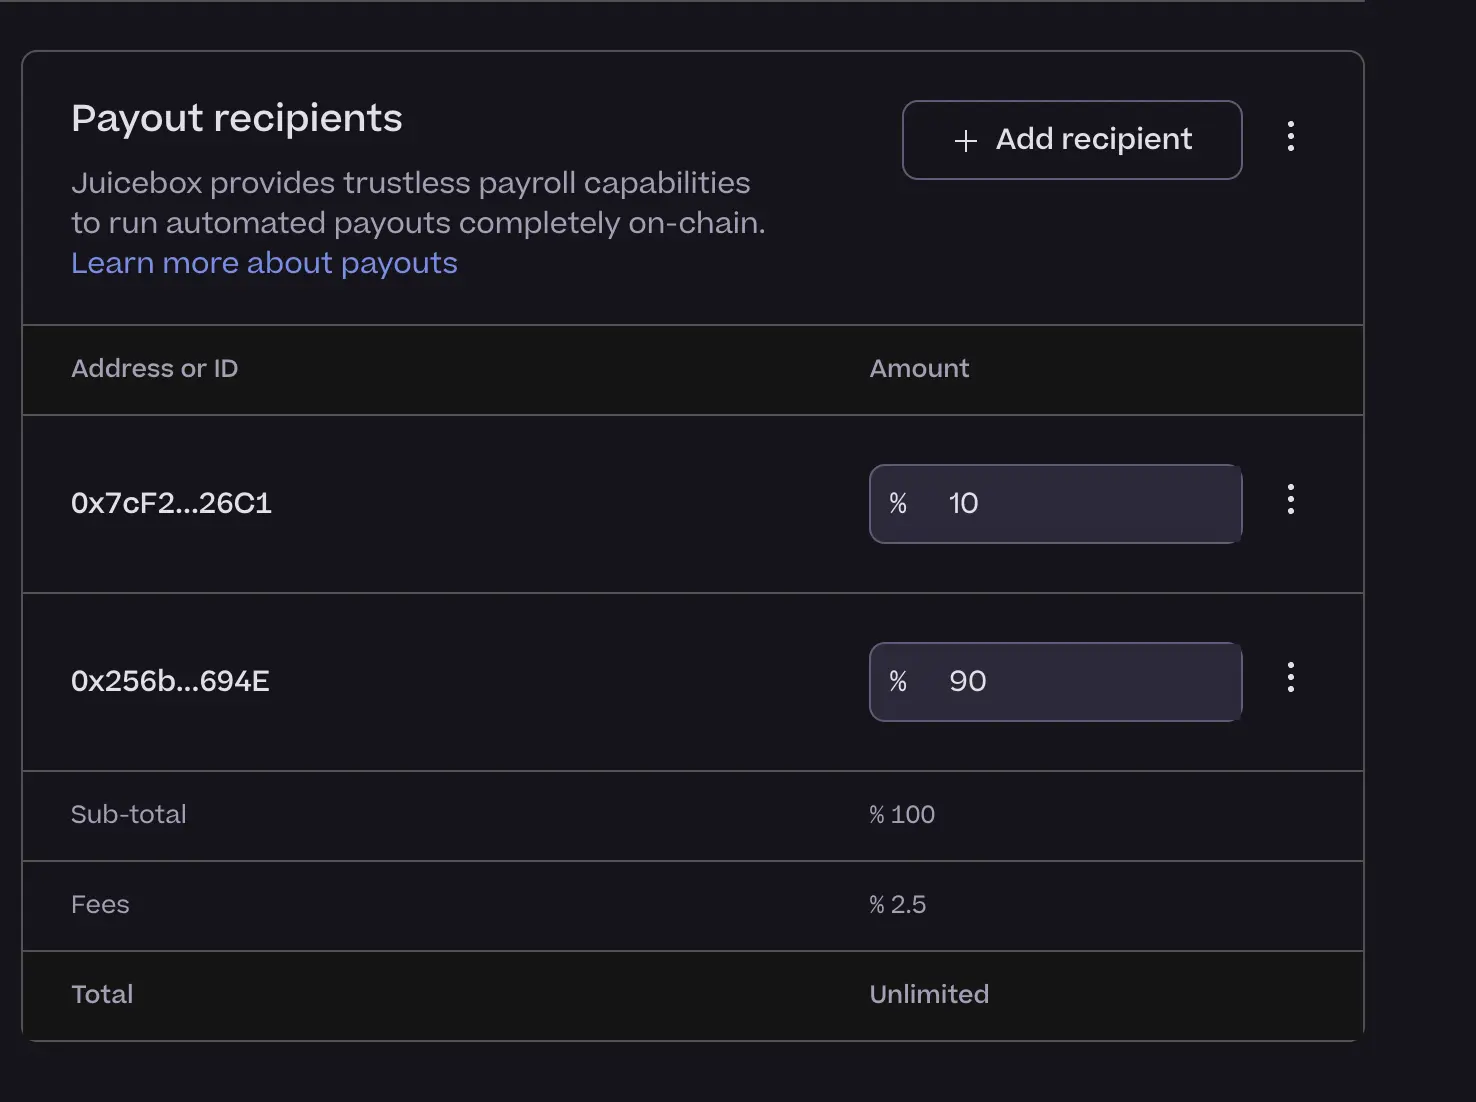 Payout recipients
+ Add recipient
Juicebox provides trustless payroll capabilities
to run automated payouts completely on-chain.
Learn more about payouts
Address or ID Amount
0x7cF2...26C1 % 10
0x256b...694E % 90
Sub-total % 100
Fees % 2.5
Total Unlimited